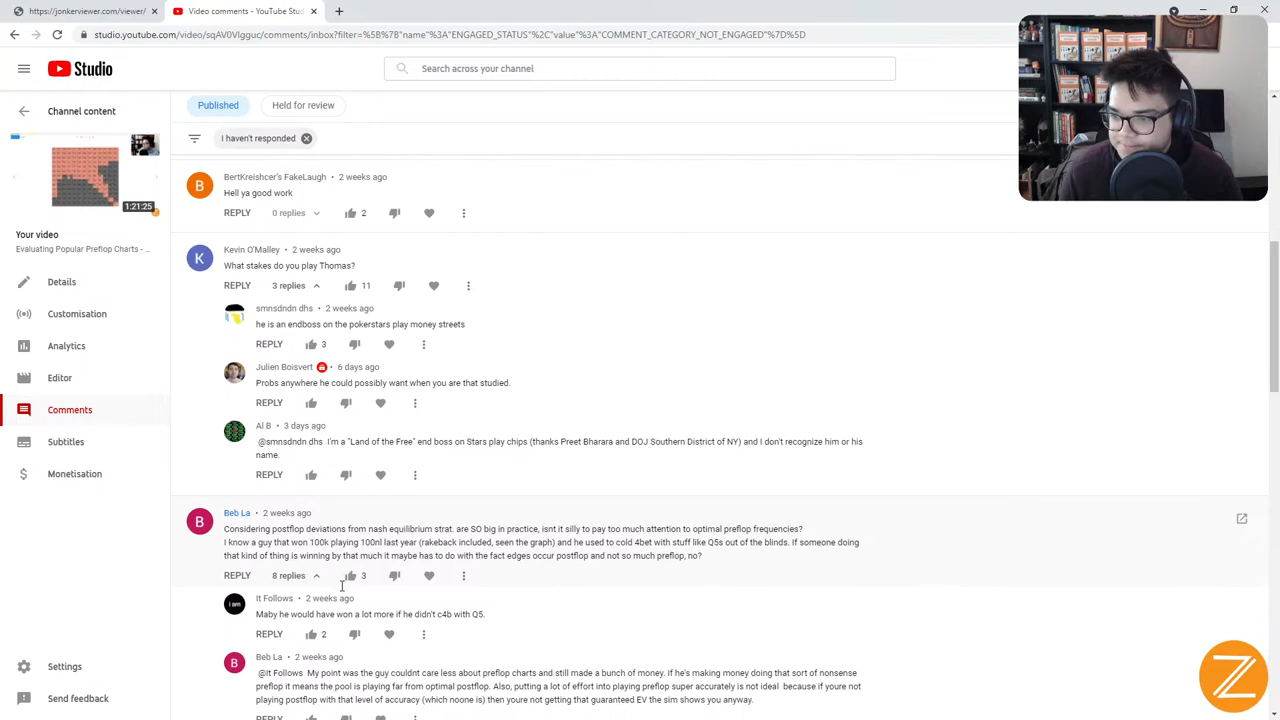 https://jonkerviewer.com/viewer/
Video comments - YouTube Studi
studio.youtube.com/video/sqAV0VIgguc/comments/inbox
%7B"name"%3A"ENGAGED_STATUS"%2C"value"%3A"COMMENT_CATEGORY_NOT_ENGAGED"%7D%5D
Studio
Search across your channel
Channel content
1:21:25
Your video
Evaluating Popular Preflop Charts - ...
Details
Customisation
Analytics
Editor
Comments
Subtitles
Monetisation
Settings
Send feedback
Published
Held for review
I haven't responded
B
BertKreishcer's FakeLaugh • 2 weeks ago
Hell ya good work
REPLY 0 replies 2
K
Kevin O'Malley • 2 weeks ago
What stakes do you play Thomas?
REPLY 3 replies 11
smnsdndn dhs • 2 weeks ago
he is an endboss on the pokerstars play money streets
REPLY 3
Julien Boisvert • 6 days ago
Probs anywhere he could possibly want when you are that studied.
REPLY
Al B • 3 days ago
@smnsdndn dhs I'm a "Land of the Free" end boss on Stars play chips (thanks Preet Bharara and DOJ Southern District of NY) and I don't recognize him or his
name.
REPLY
B
Beb La • 2 weeks ago
Considering postflop deviations from nash equilibrium strat. are SO big in practice, isnt it silly to pay too much attention to optimal preflop frequencies?
I know a guy that won 100k playing 100nl last year (rakeback included, seen the graph) and he used to cold 4bet with stuff like Q5s out of the blinds. If someone doing
that kind of thing is winning by that much it maybe has to do with the fact edges occur postflop and not so much preflop, no?
REPLY 8 replies 3
I am
It Follows • 2 weeks ago
Maby he would have won a lot more if he didn't c4b with Q5.
REPLY 2
B
Beb La • 2 weeks ago
@It Follows My point was the guy couldnt care less about preflop charts and still made a bunch of money. If he's making money doing that sort of nonsense
preflop it means the pool is playing far from optimal postflop. Also, putting a lot of effort into playing preflop super accurately is not ideal because if youre not
playing postflop with that level of accuracy (which noone is) then youre not getting that guaranteed EV the sim shows you anyway.
Z